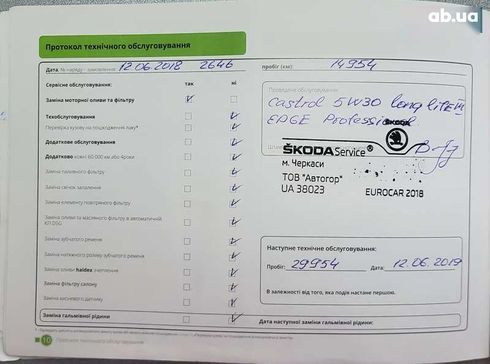 ab.ua
Протокол технічного обслуговування
Дата, № наряду - замовлення: 12.06.2018 2646
пробіг (км): 14954
Сервісне обслуговування:
так
ні
Заміна моторної оливи та фільтру
Техобслуговування
Перевірка кузову на пошкодження лаку*
Додаткове обслуговування
Додатково кожні 60 000 км або 4роки
Заміна паливного фільтру
Заміна свічок запалення
Заміна елементу повітряного фільтру
Заміна оливи та масляного фільтру в автоматичній
КП DSG
Заміна зубчатого ременя
Заміна натяжного ролику зубчатого ременя
Заміна оливи haldex зчеплення
Заміна фільтру салону
Заміна кисневого датчику
Заміна гальмівної рідини
Проведено обслуговування:
Castrol 5W30 long life III
EDGE Professional
SKODA
ŠKODA Service®
м. Черкаси
ТОВ "Автогор"
UA 38023
EUROCAR 2018
Наступне технічне обслуговування:
Пробіг: 29954
Дата: 12.06.2019
В залежності від того, яка подія настане першою.
Дата наступної заміни гальмівної рідини:
10
Протокол технічного обслуговування